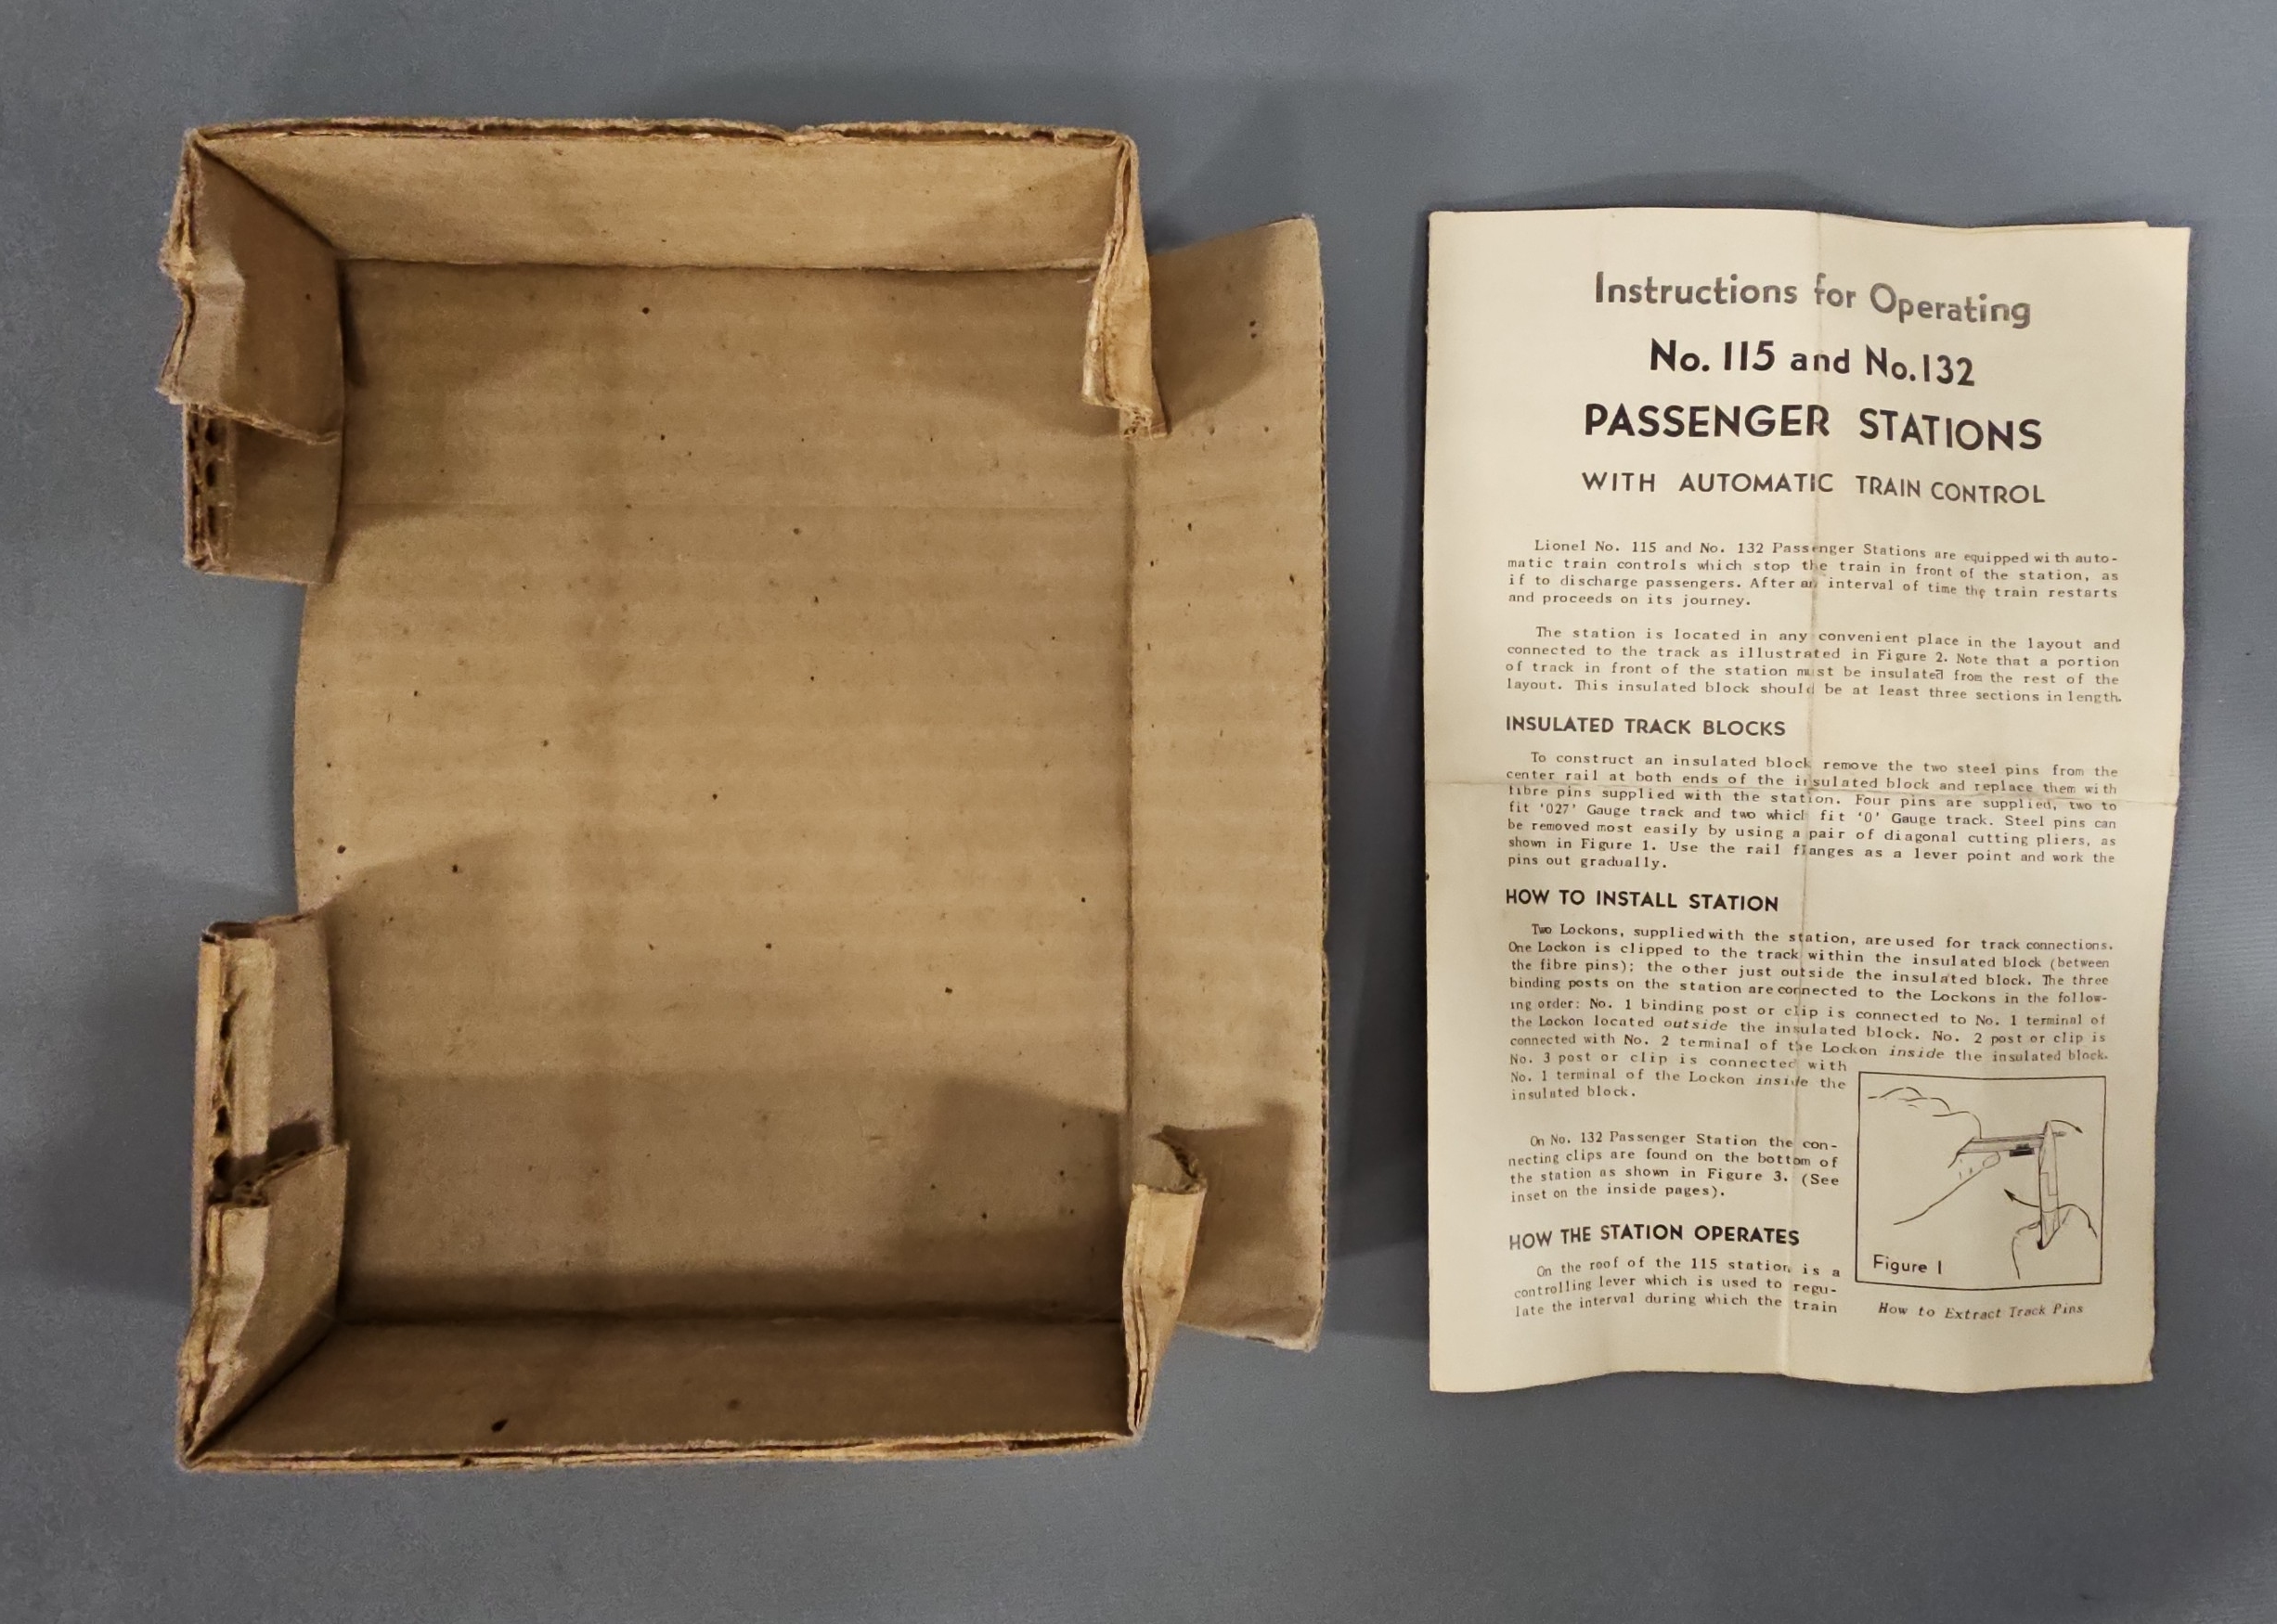 Instructions for Operating
No. 115 and No. 132
PASSENGER STATIONS
WITH AUTOMATIC TRAIN CONTROL
Lionel No. 115 and No. 132 Passenger Stations are equipped with auto-
matic train controls which stop the train in front of the station, as
if to discharge passengers. After an interval of time the train restarts
and proceeds on its journey.
The station is located in any convenient place in the layout and
connected to the track as illustrated in Figure 2. Note that a portion
of track in front of the station must be insulated from the rest of the
layout. This insulated block should be at least three sections in length.
INSULATED TRACK BLOCKS
To construct an insulated block remove the two steel pins from the
center rail at both ends of the insulated block and replace them with
fibre pins supplied with the station. Four pins are supplied, two to
fit '027' Gauge track and two which fit '0' Gauge track. Steel pins can
be removed most easily by using a pair of diagonal cutting pliers, as
shown in Figure 1. Use the rail flanges as a lever point and work the
pins out gradually.
HOW TO INSTALL STATION
Two Lockons, supplied with the station, are used for track connections.
One Lockon is clipped to the track within the insulated block (between
the fibre pins); the other just outside the insulated block. The three
binding posts on the station are connected to the Lockons in the follow-
ing order: No. 1 binding post or clip is connected to No. 1 terminal of
the Lockon located outside the insulated block. No. 2 post or clip is
connected with No. 2 terminal of the Lockon inside the insulated block.
No. 3 post or clip is connected with
No. 1 terminal of the Lockon inside the
insulated block.
On No. 132 Passenger Station the con-
necting clips are found on the bottom of
the station as shown in Figure 3. (See
inset on the inside pages).
HOW THE STATION OPERATES
On the roof of the 115 station is a
controlling lever which is used to regu-
late the interval during which the train
Figure 1
How to Extract Track Pins